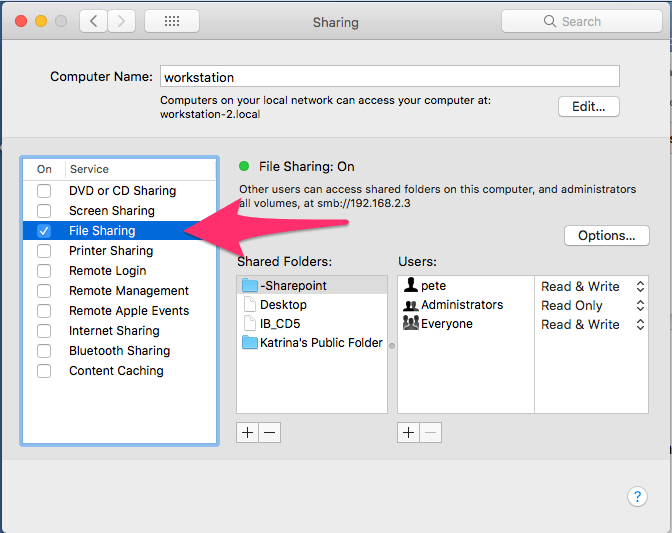 Sharing
Search
Computer Name:
workstation
Computers on your local network can access your computer at:
workstation-2.local
Edit...
On
Service
DVD or CD Sharing
Screen Sharing
File Sharing
Printer Sharing
Remote Login
Remote Management
Remote Apple Events
Internet Sharing
Bluetooth Sharing
Content Caching
File Sharing: On
Other users can access shared folders on this computer, and administrators
all volumes, at smb://192.168.2.3
Options...
Shared Folders:
-Sharepoint
Desktop
IB_CD5
Katrina's Public Folder
+ −
Users:
pete Read & Write
Administrators Read Only
Everyone Read & Write
+ −
?